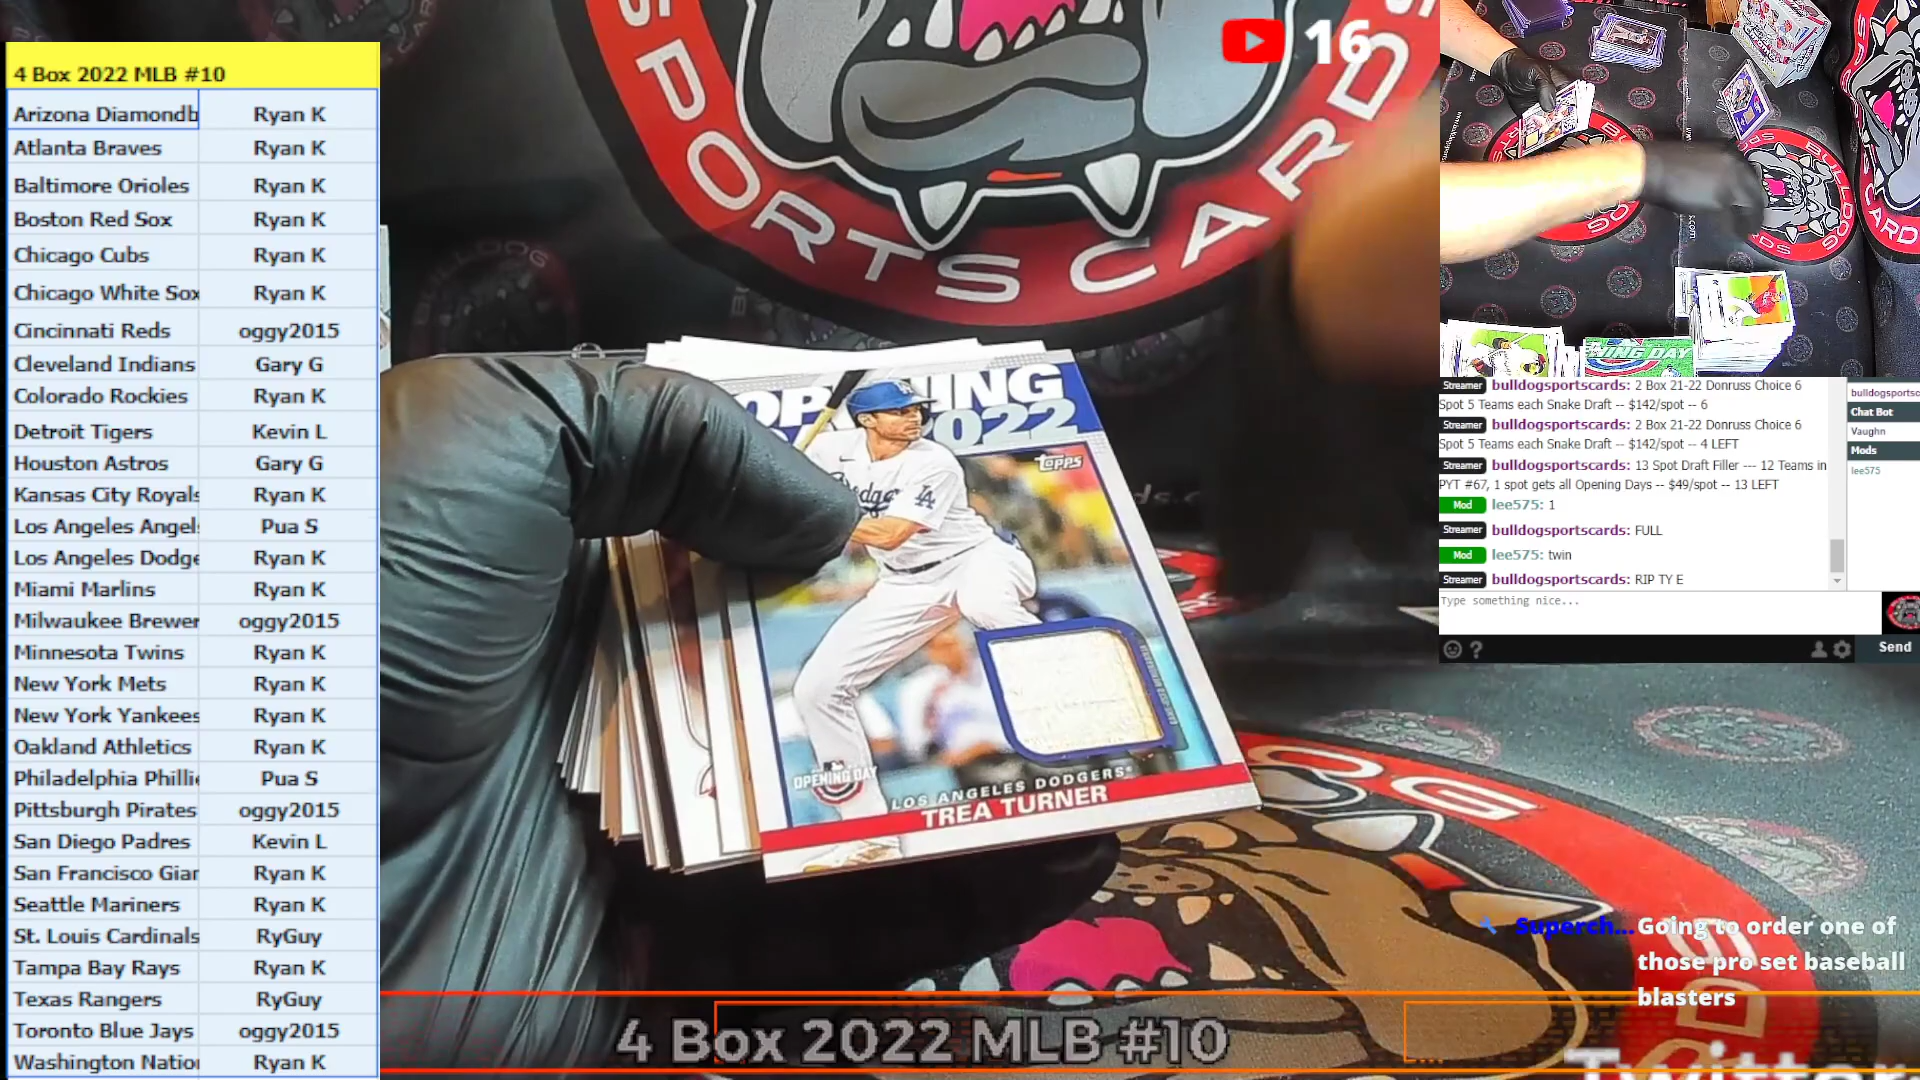 4 Box 2022 MLB #10
Arizona Diamondb Ryan K
Atlanta Braves Ryan K
Baltimore Orioles Ryan K
Boston Red Sox Ryan K
Chicago Cubs Ryan K
Chicago White Sox Ryan K
Cincinnati Reds oggy2015
Cleveland Indians Gary G
Colorado Rockies Ryan K
Detroit Tigers Kevin L
Houston Astros Gary G
Kansas City Royals Ryan K
Los Angeles Angel Pua S
Los Angeles Dodge Ryan K
Miami Marlins Ryan K
Milwaukee Brewer oggy2015
Minnesota Twins Ryan K
New York Mets Ryan K
New York Yankees Ryan K
Oakland Athletics Ryan K
Philadelphia Phillie Pua S
Pittsburgh Pirates oggy2015
San Diego Padres Kevin L
San Francisco Gian Ryan K
Seattle Mariners Ryan K
St. Louis Cardinals RyGuy
Tampa Bay Rays Ryan K
Texas Rangers RyGuy
Toronto Blue Jays oggy2015
Washington Natio Ryan K
SPORTS CARDS
16
2022
Topps
LA
OPENING DAY
LOS ANGELES DODGERS
TREA TURNER
4 Box 2022 MLB #10
BULLDOG
CARD
NING DAY
Streamer bulldogsportscards: 2 Box 21-22 Donruss Choice 6
Spot 5 Teams each Snake Draft -- $142/spot -- 6
Streamer bulldogsportscards: 2 Box 21-22 Donruss Choice 6
Spot 5 Teams each Snake Draft -- $142/spot -- 4 LEFT
Streamer bulldogsportscards: 13 Spot Draft Filler --- 12 Teams in
PYT #67, 1 spot gets all Opening Days -- $49/spot -- 13 LEFT
Mod lee575: 1
Streamer bulldogsportscards: FULL
Mod lee575: twin
Streamer bulldogsportscards: RIP TY E
bulldogsportsc
Chat Bot
Vaughn
Mods
lee575
Type something nice...
? Send
Superch... Going to order one of
those pro set baseball
blasters